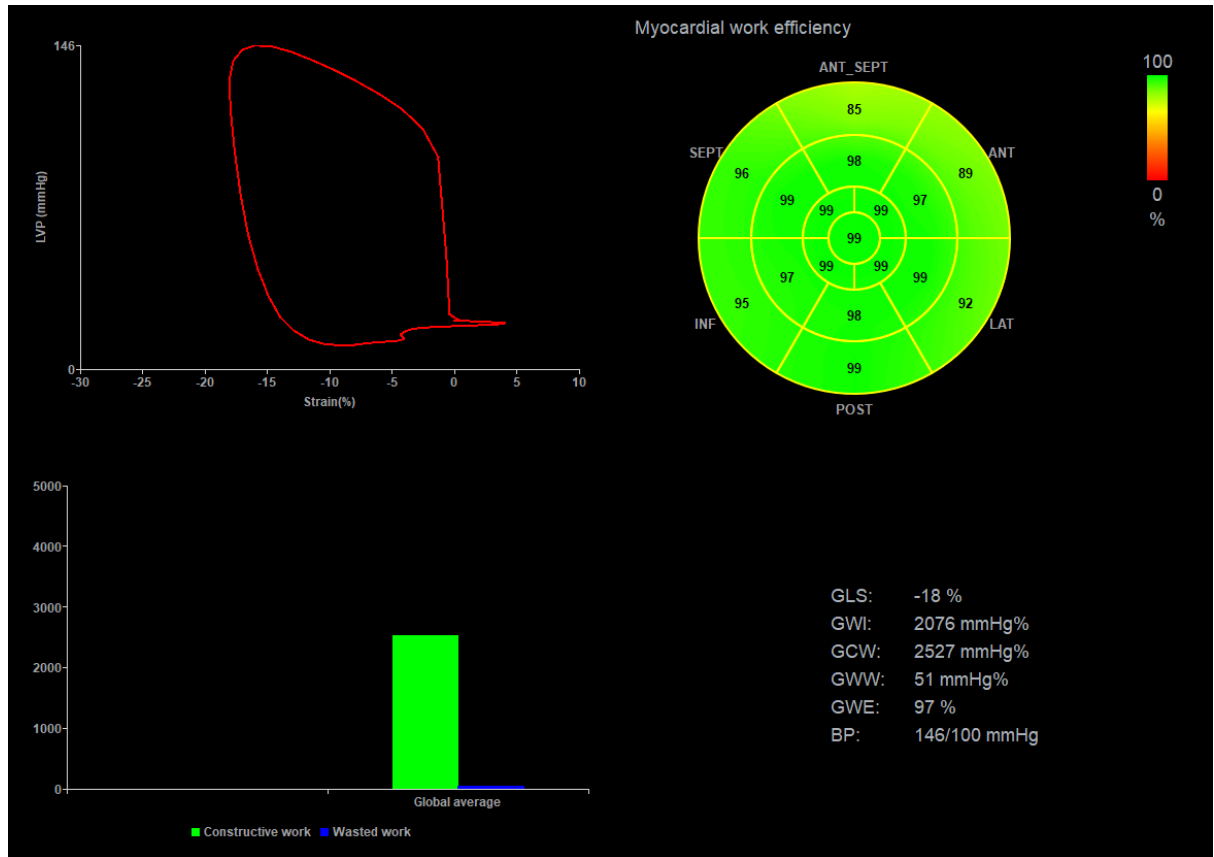 Myocardial work efficiency
146
LVP (mmHg)
0
-30 -25 -20 -15 -10 -5 0 5 10
Strain(%)
ANT_SEPT
85
SEPT
ANT
96
98
89
99
97
99
99
99
99
99
97
99
95
98
92
INF
LAT
99
POST
100
0
%
5000
4000
3000
2000
1000
0
Global average
Constructive work Wasted work
GLS: -18 %
GWI: 2076 mmHg%
GCW: 2527 mmHg%
GWW: 51 mmHg%
GWE: 97 %
BP: 146/100 mmHg